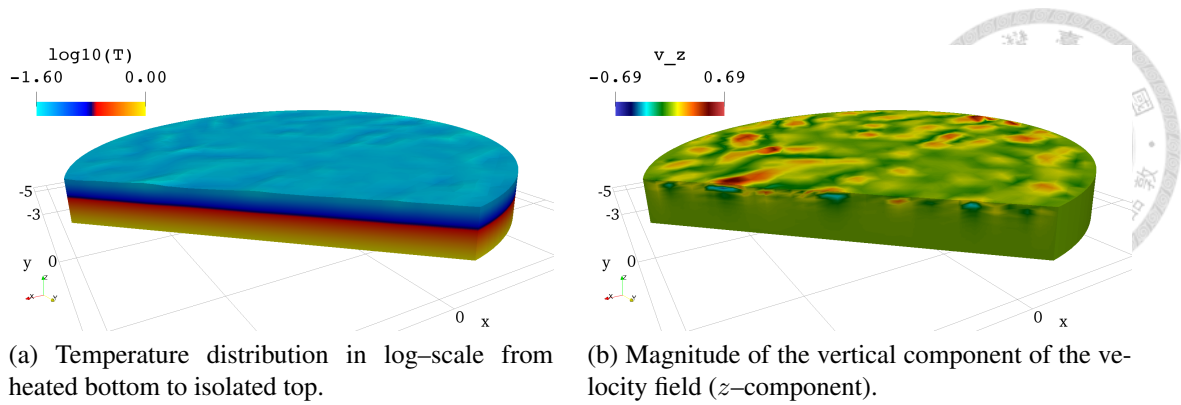 log10(T)
-1.60 0.00
-5
-3
y 0
z
x y
0 x
(a) Temperature distribution in log–scale from
heated bottom to isolated top.
v_z
-0.69 0.69
-5
-3
y 0
z
x y
0 x
(b) Magnitude of the vertical component of the ve-
locity field (z–component).
國
教